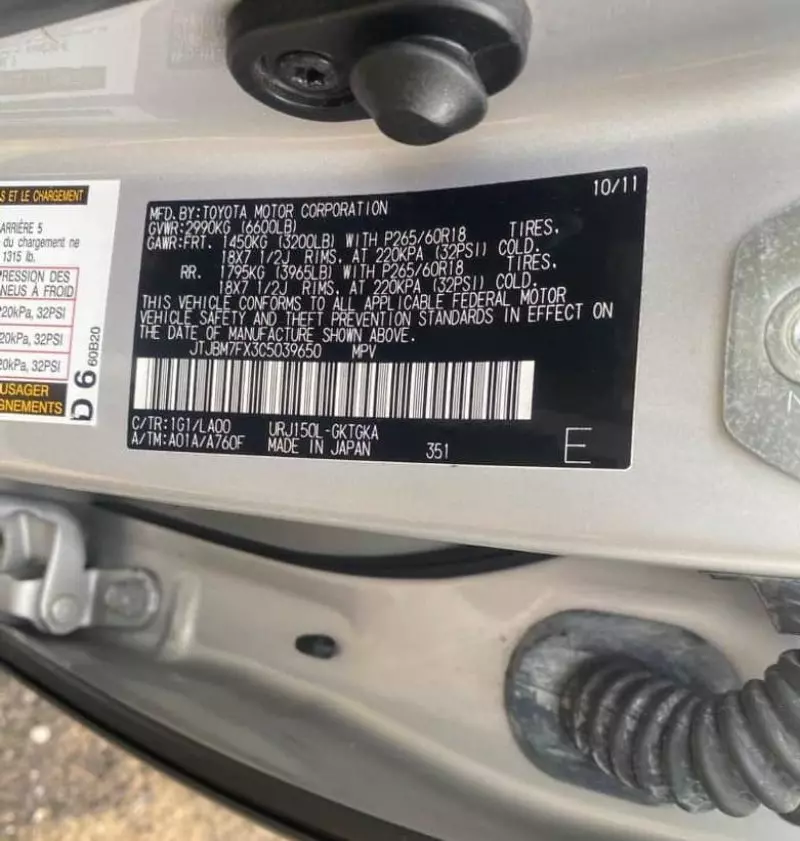 S ET LE CHARGEMENT
ARRIÈRE 5
du chargement ne
1315 lb.
PRESSION DES
NEUS À FROID
220kPa, 32PSI
20kPa, 32PSI
20kPa, 32PSI
USAGER
GNEMENTS
D 6
60B20
10/11
MFD. BY: TOYOTA MOTOR CORPORATION
GVWR: 2990KG (6600LB)
GAWR: FRT. 1450KG (3200LB) WITH P265/60R18 TIRES.
18X7 1/2J RIMS. AT 220KPA (32PSI) COLD.
RR. 1795KG (3965LB) WITH P265/60R18 TIRES.
18X7 1/2J RIMS. AT 220KPA (32PSI) COLD.
THIS VEHICLE CONFORMS TO ALL APPLICABLE FEDERAL MOTOR
VEHICLE SAFETY AND THEFT PREVENTION STANDARDS IN EFFECT ON
THE DATE OF MANUFACTURE SHOWN ABOVE.
JTJBM7FX3C5039650 MPV
C/TR: 1G1/LA00 URJ150L-GKTGKA
A/TM: A01A/A760F MADE IN JAPAN 351 E